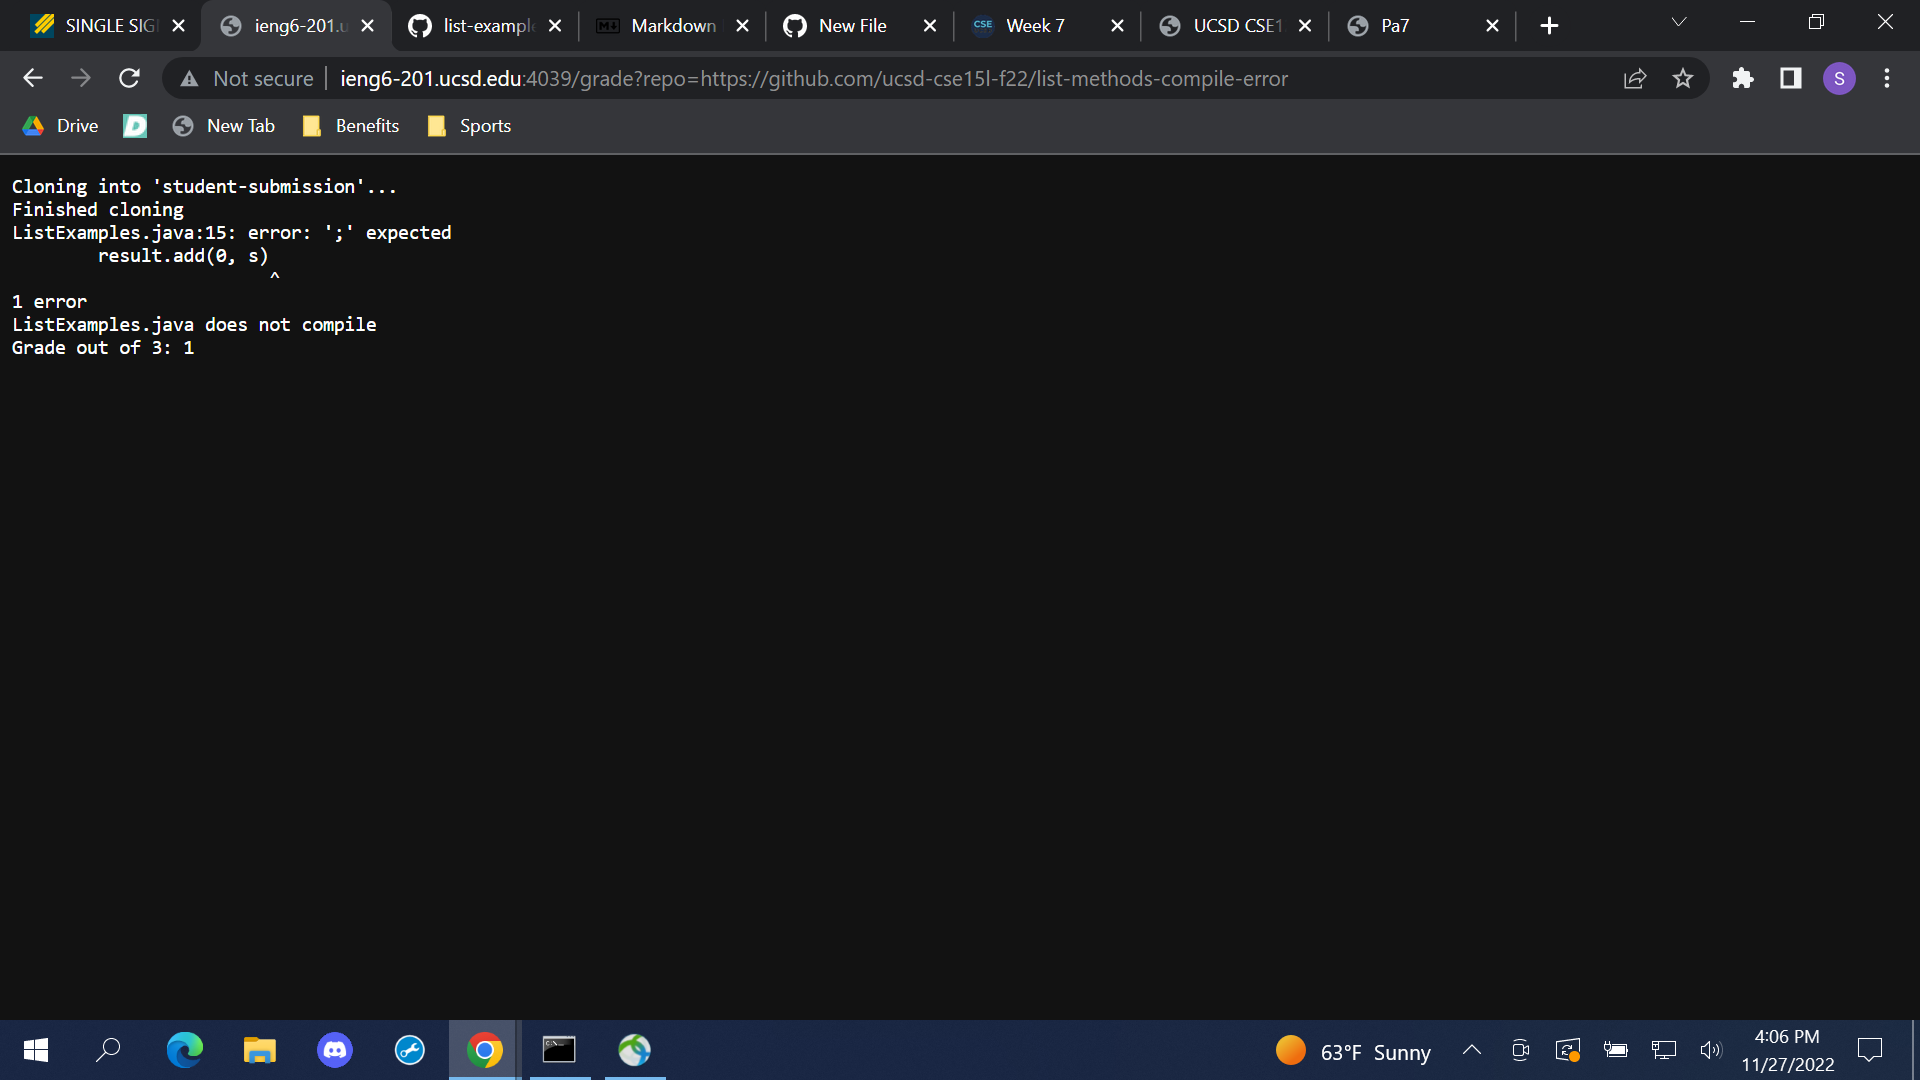 SINGLE SIG
ieng6-201.u
list-example
Markdown
New File
CSE
Week 7
UCSD CSE1
Pa7
Not secure
ieng6-201.ucsd.edu:4039/grade?repo=https://github.com/ucsd-cse15l-f22/list-methods-compile-error
S
Drive
New Tab
Benefits
Sports
Cloning into 'student-submission'...
Finished cloning
ListExamples.java:15: error: ';' expected
result.add(0, s)
^
1 error
ListExamples.java does not compile
Grade out of 3: 1
63°F Sunny
4:06 PM
11/27/2022